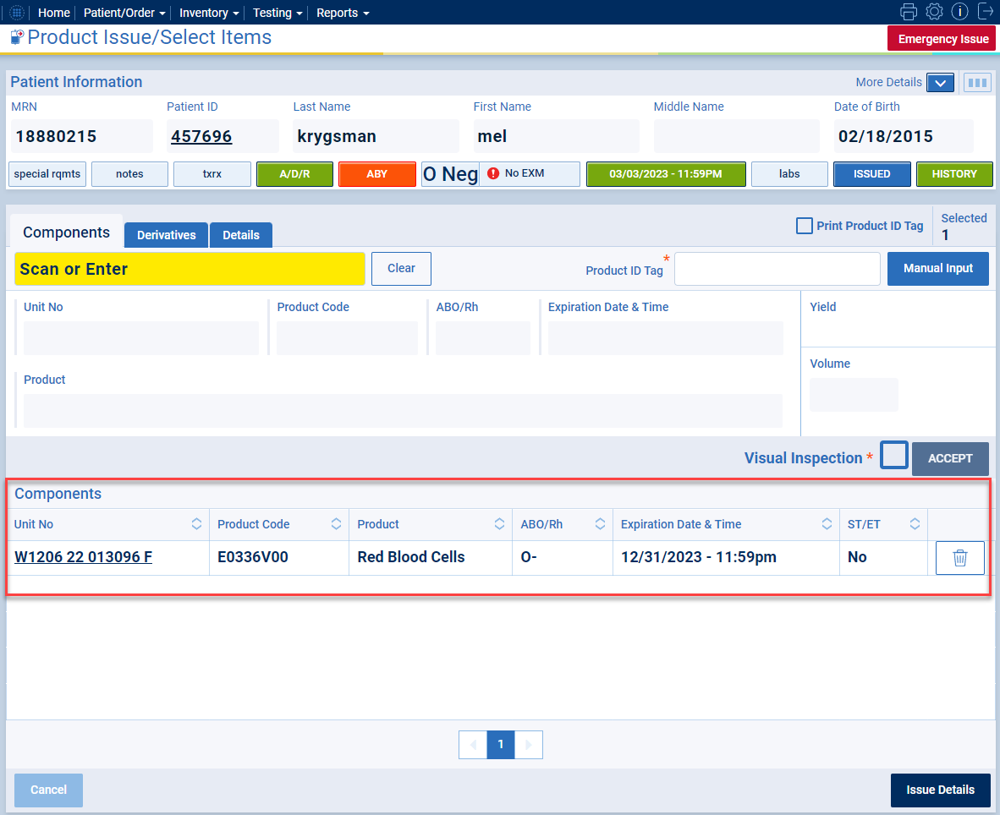 Home Patient/Order Inventory Testing Reports
Product Issue/Select Items
Emergency Issue
Patient Information
More Details
MRN Patient ID Last Name First Name Middle Name Date of Birth
18880215 457696 krygsman mel 02/18/2015
special rqmts notes txrx A/D/R ABY O Neg No EXM 03/03/2023 - 11:59PM labs ISSUED HISTORY
Components Derivatives Details
Print Product ID Tag
Selected
1
Scan or Enter Clear Product ID Tag * Manual Input
Unit No Product Code ABO/Rh Expiration Date & Time Yield
Volume
Product
Visual Inspection * ACCEPT
Components
Unit No Product Code Product ABO/Rh Expiration Date & Time ST/ET
W1206 22 013096 F E0336V00 Red Blood Cells O- 12/31/2023 - 11:59pm No
1
Cancel Issue Details